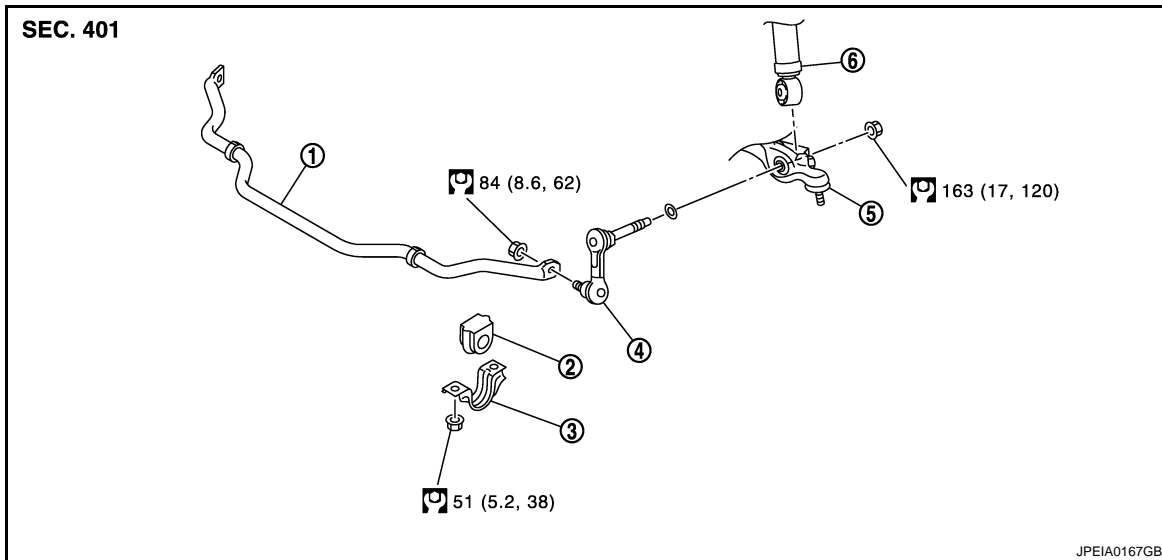 SEC. 401
6
1
84 (8.6, 62)
163 (17, 120)
5
4
2
3
51 (5.2, 38)
JPEIA0167GB